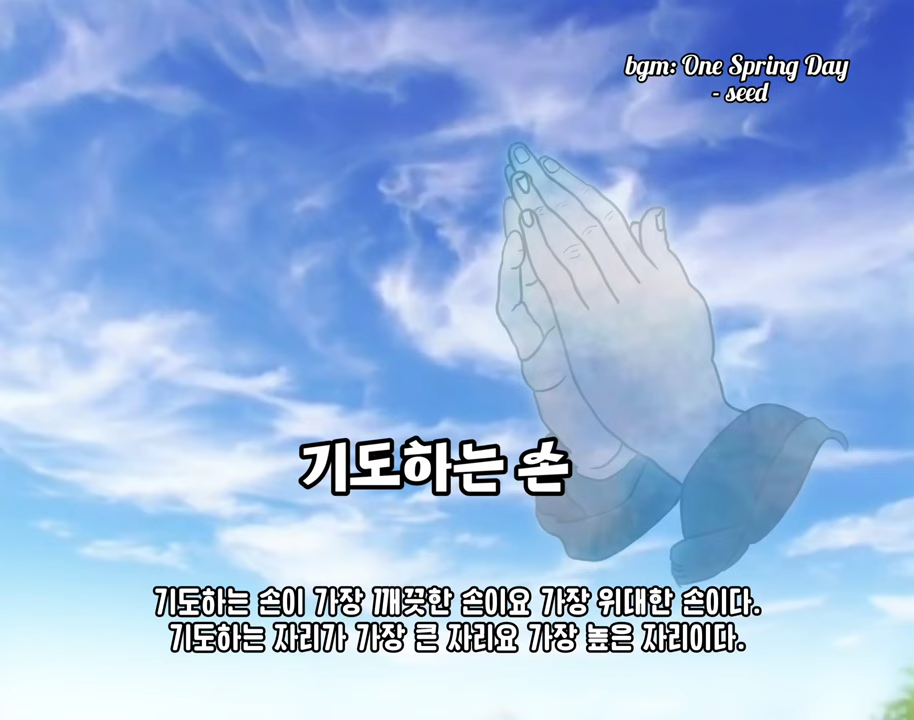 bgm: One Spring Day
- seed
기도하는 손
기도하는 손이 가장 깨끗한 손이요 가장 위대한 손이다.
기도하는 자리가 가장 큰 자리요 가장 높은 자리이다.